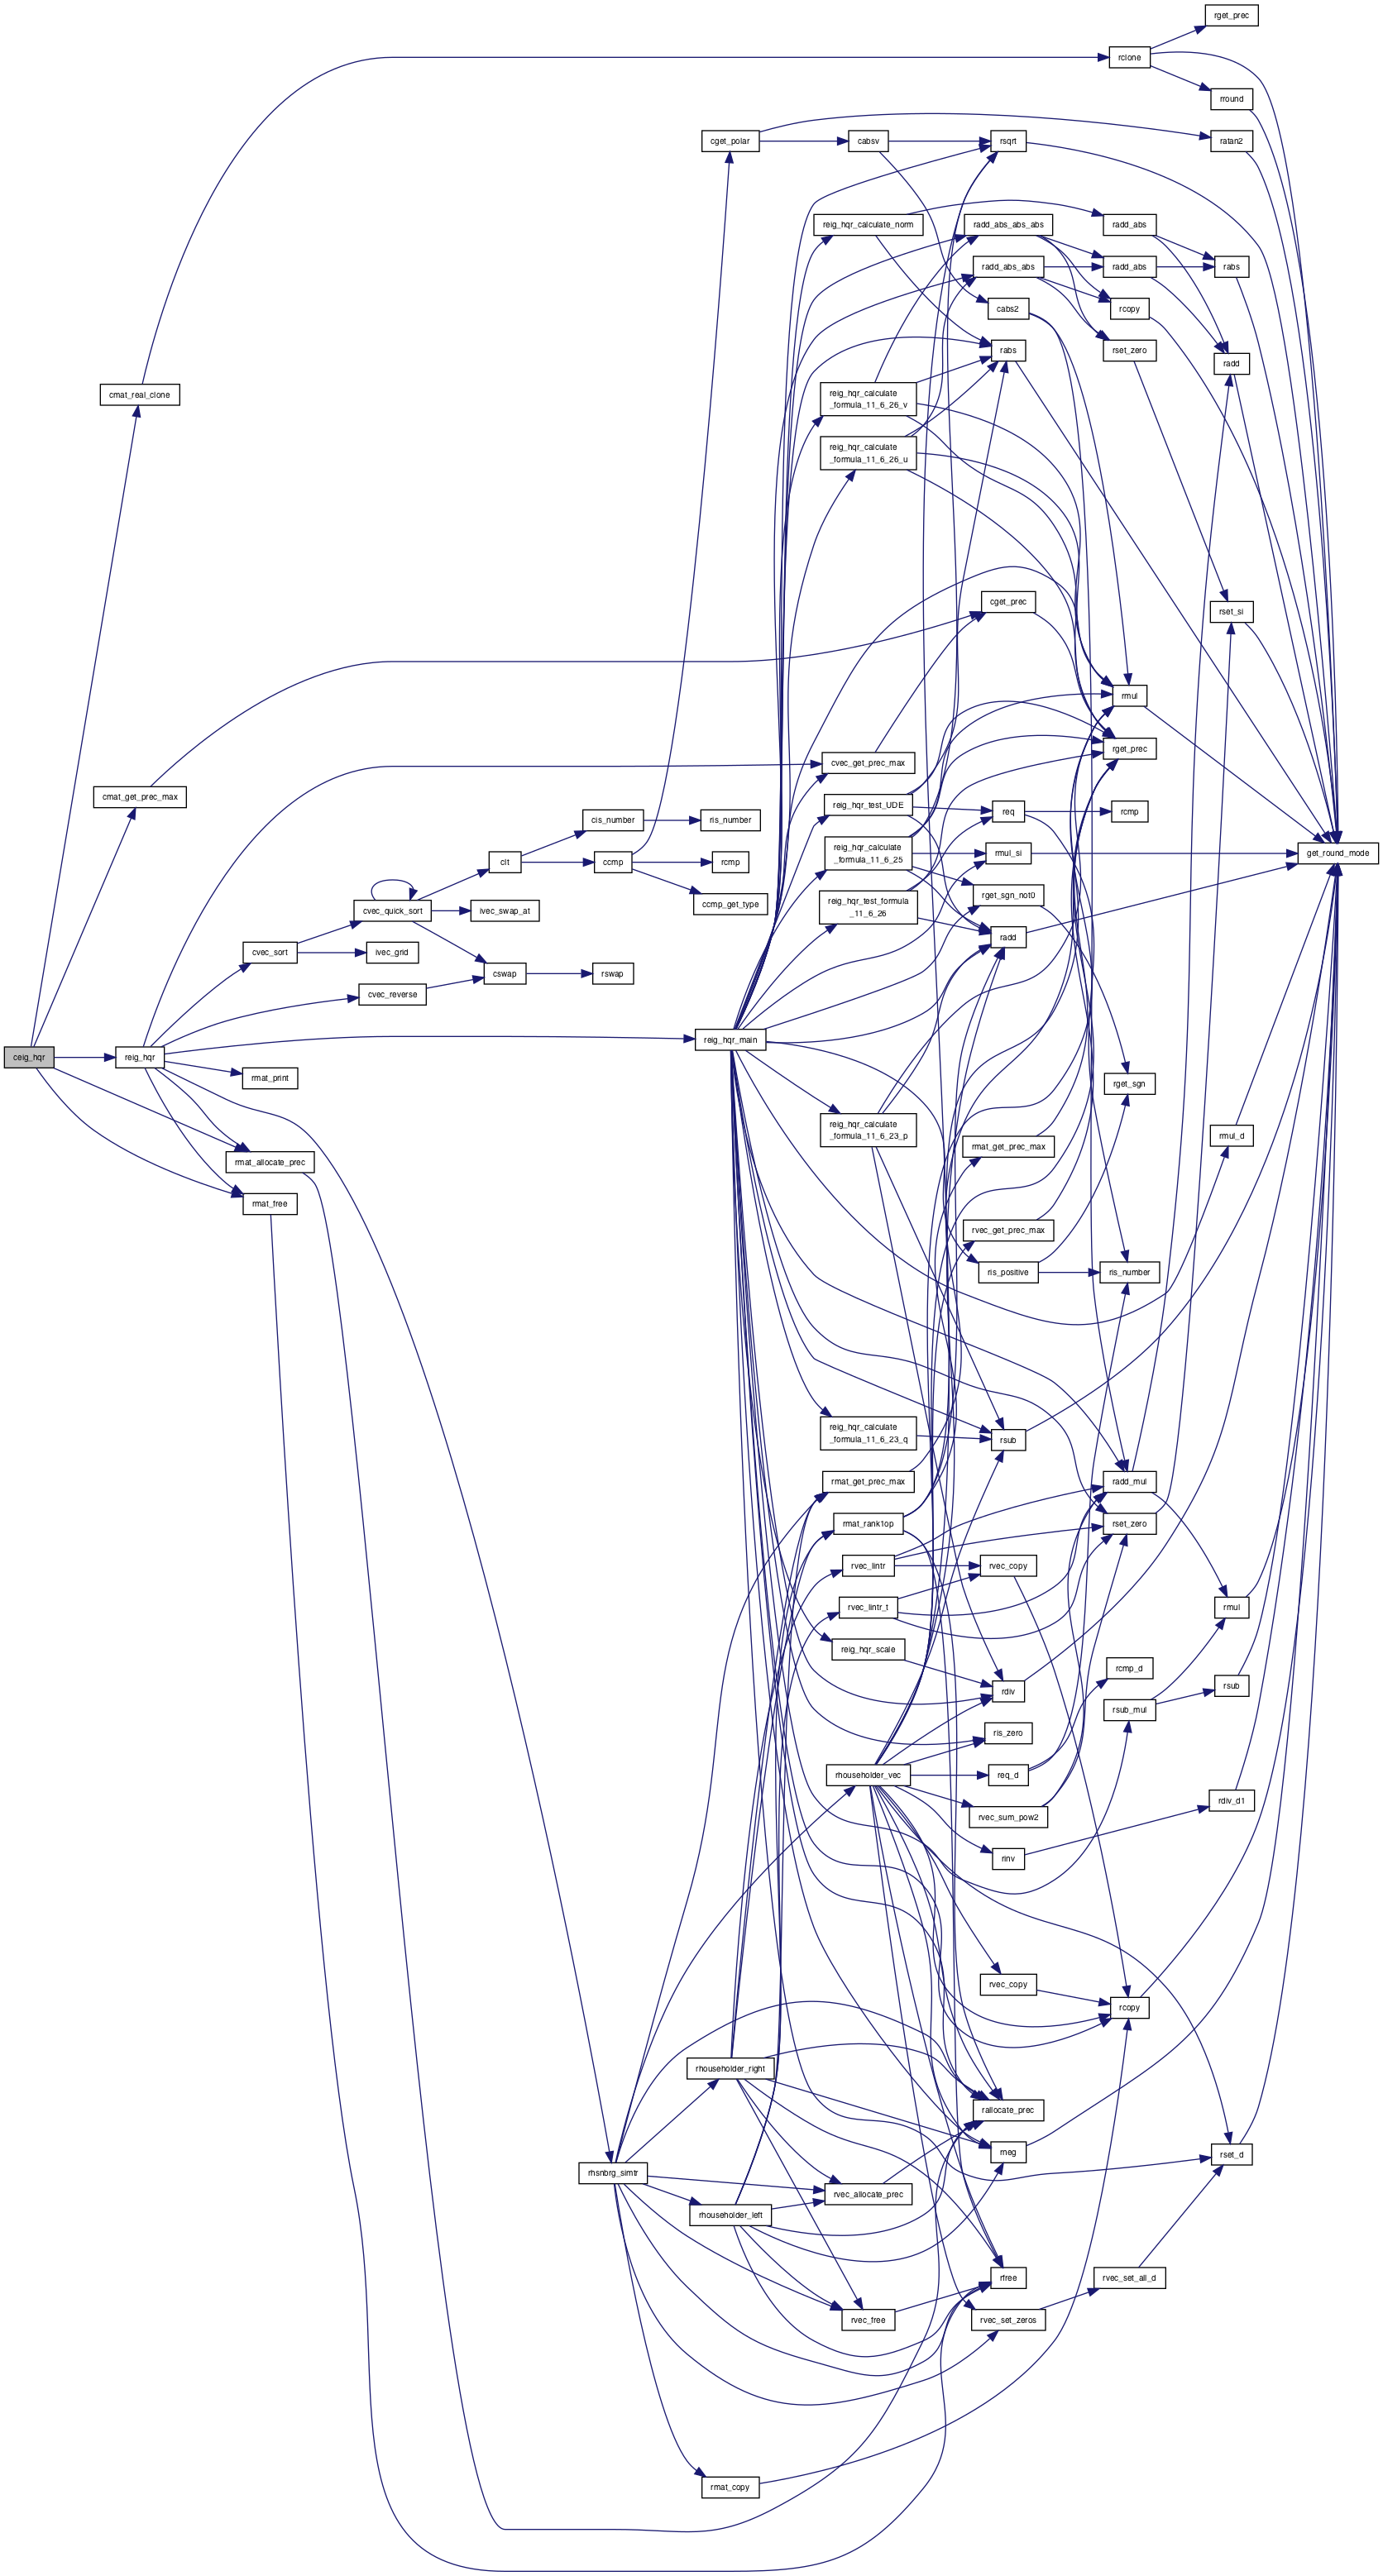 rget_prec
rclone
rround
cget_polar
cabsv
rsqrt
ratan2
reig_hqr_calculate_norm
radd_abs_abs_abs
radd_abs
radd_abs_abs
radd_abs
rabs
cabs2
rcopy
rabs
rset_zero
radd
cmat_real_clone
reig_hqr_calculate
_formula_11_6_26_v
reig_hqr_calculate
_formula_11_6_26_u
cget_prec
rset_si
rmul
rget_prec
cvec_get_prec_max
cmat_get_prec_max
reig_hqr_test_UDE
req
rcmp
cis_number
ris_number
reig_hqr_calculate
_formula_11_6_25
rmul_si
get_round_mode
clt
ccmp
rcmp
rget_sgn_not0
ccmp_get_type
cvec_quick_sort
ivec_swap_at
reig_hqr_test_formula
_11_6_26
radd
cvec_sort
ivec_grid
cswap
rswap
cvec_reverse
reig_hqr_main
ceig_hqr
reig_hqr
rmat_print
rget_sgn
reig_hqr_calculate
_formula_11_6_23_p
rmul_d
rmat_get_prec_max
rmat_allocate_prec
rmat_free
rvec_get_prec_max
ris_positive
ris_number
reig_hqr_calculate
_formula_11_6_23_q
rsub
rmat_get_prec_max
radd_mul
rmat_rank1op
rset_zero
rvec_lintr
rvec_copy
rvec_lintr_t
rmul
reig_hqr_scale
rcmp_d
rdiv
rsub
rsub_mul
ris_zero
rhouseholder_vec
req_d
rdiv_d1
rvec_sum_pow2
rinv
rvec_copy
rcopy
rhouseholder_right
rallocate_prec
rneg
rset_d
rhsnbrg_simtr
rvec_allocate_prec
rhouseholder_left
rfree
rvec_set_all_d
rvec_free
rvec_set_zeros
rmat_copy